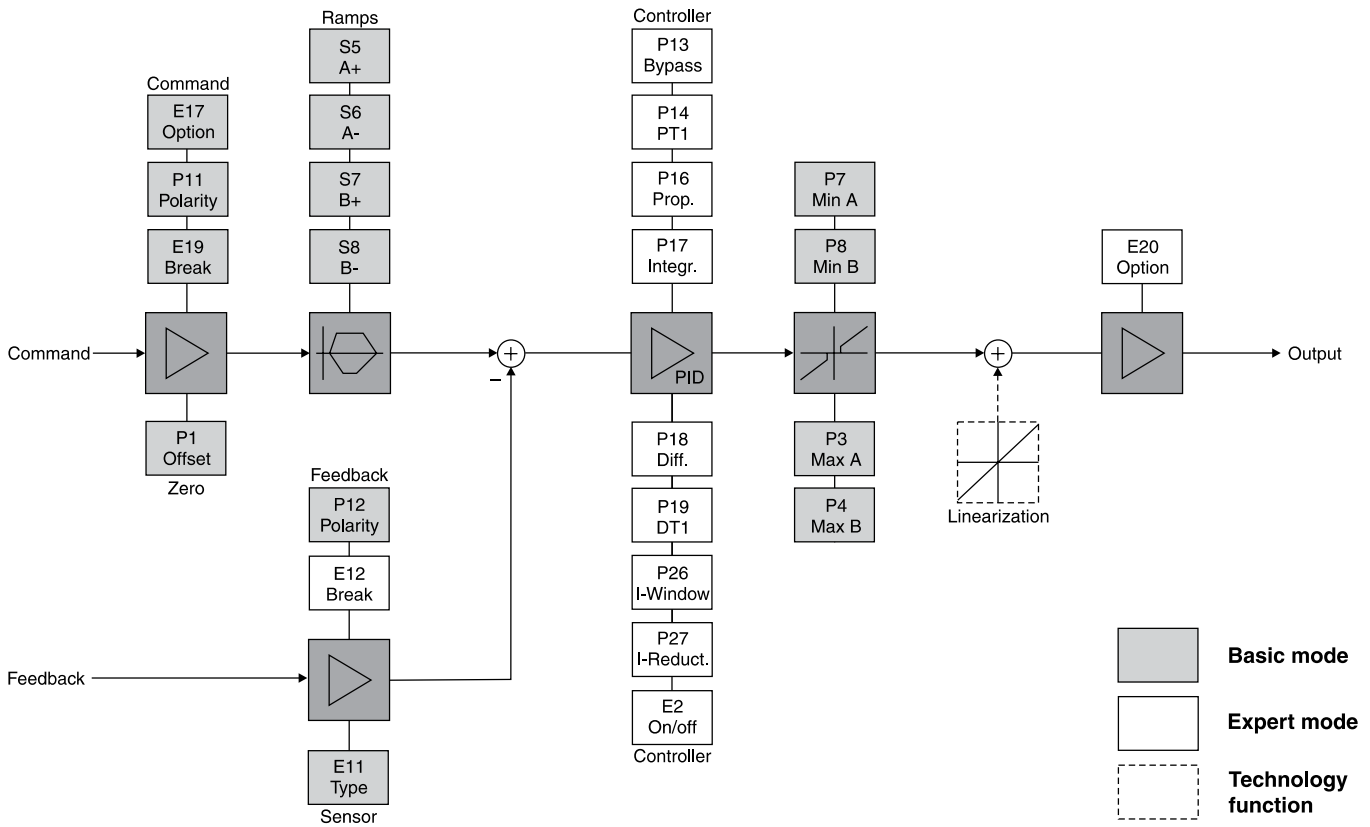 Ramps
S5
A+
S6
A-
S7
B+
S8
B-
Command
E17
Option
P11
Polarity
E19
Break
Command
P1
Offset
Zero
Controller
P13
Bypass
P14
PT1
P16
Prop.
P17
Integr.
PID
P18
Diff.
P19
DT1
P26
I-Window
P27
I-Reduct.
E2
On/off
Controller
P7
Min A
P8
Min B
P3
Max A
P4
Max B
+
–
+
Linearization
E20
Option
Output
Feedback
P12
Polarity
E12
Break
Feedback
E11
Type
Sensor
Basic mode
Expert mode
Technology
function